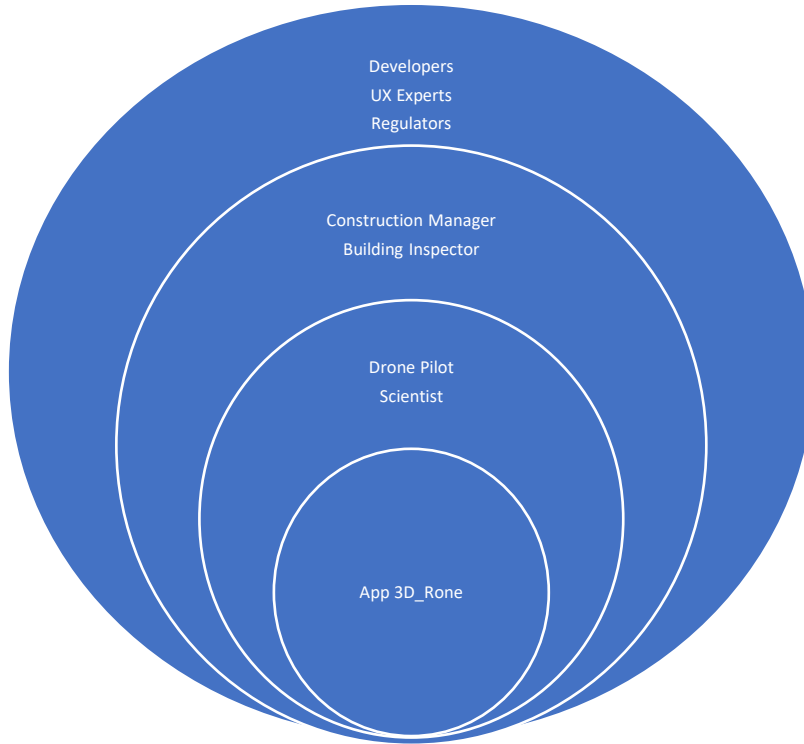 Developers
UX Experts
Regulators
Construction Manager
Building Inspector
Drone Pilot
Scientist
App 3D_Rone